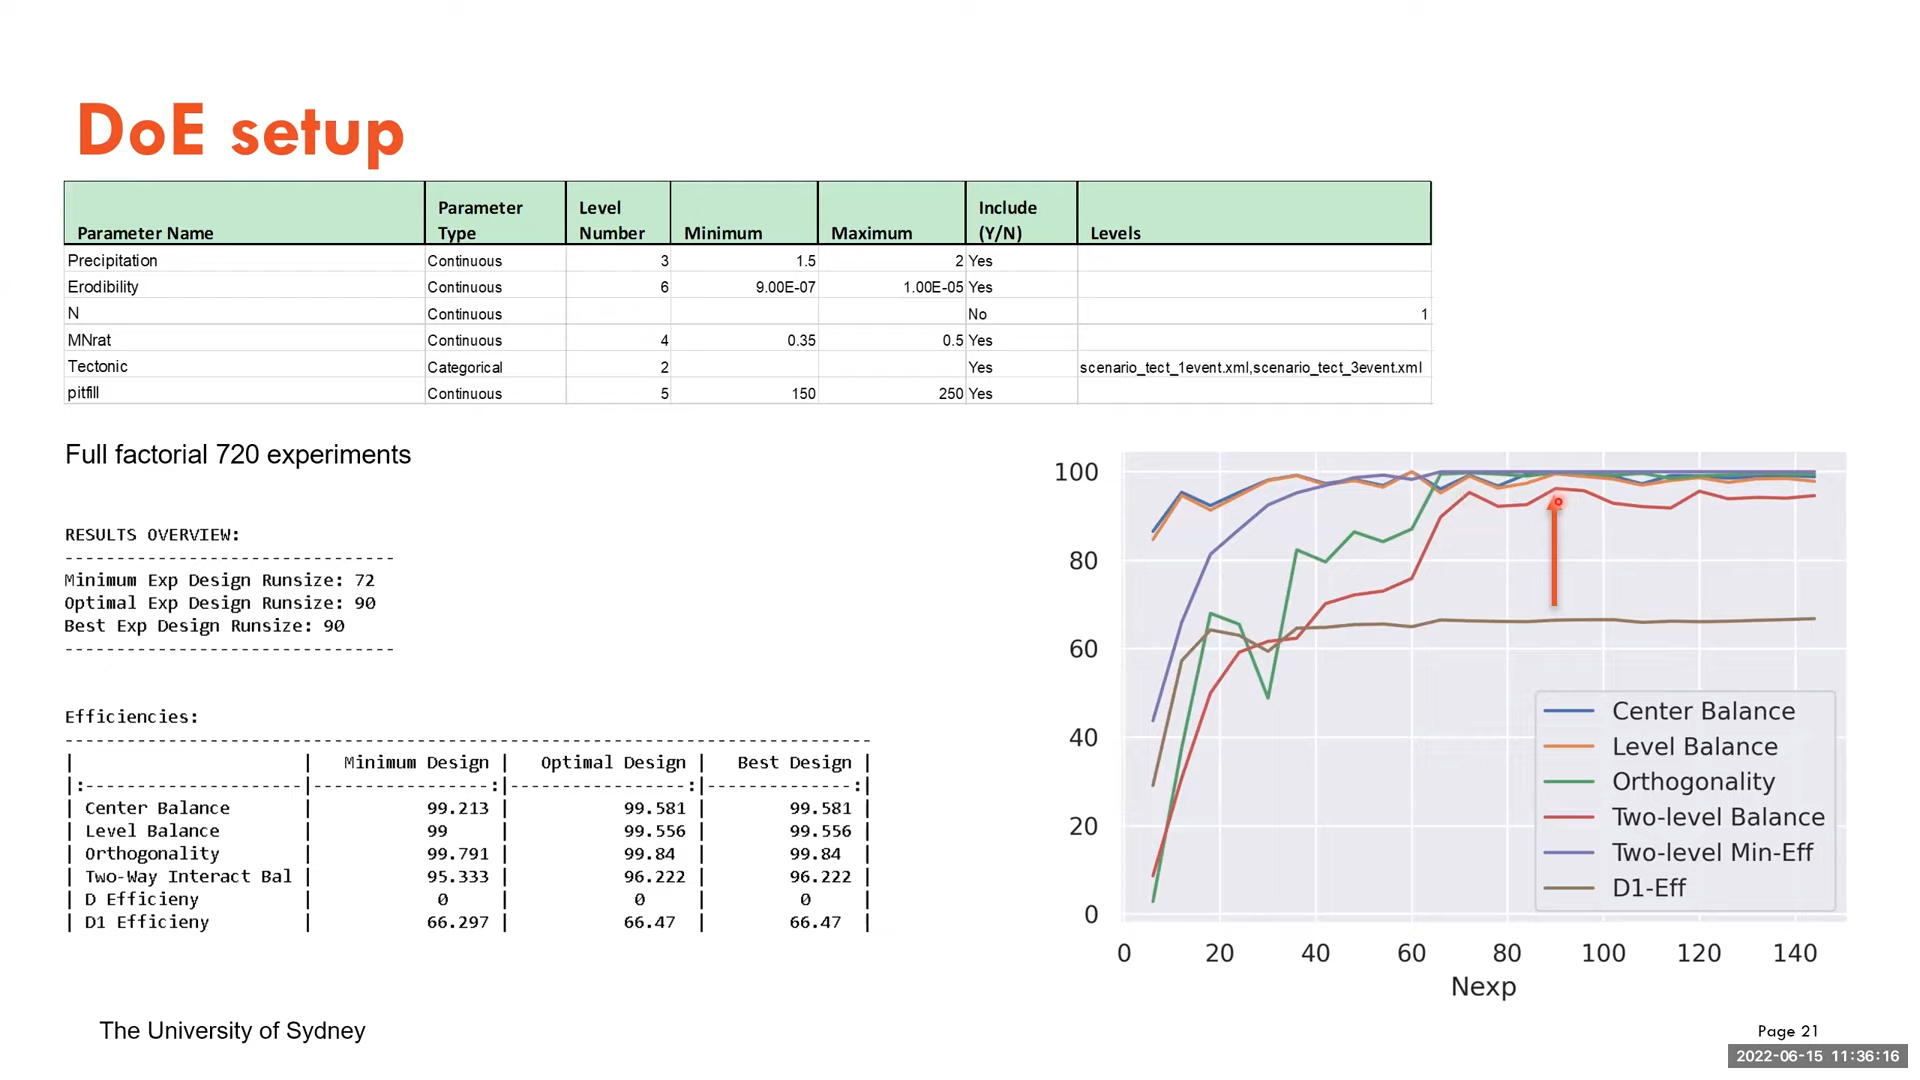 DoE setup
Parameter Name | Parameter Type | Level Number | Minimum | Maximum | Include (Y/N) | Levels
Precipitation | Continuous | 3 | 1.5 | 2 | Yes
Erodibility | Continuous | 6 | 9.00E-07 | 1.00E-05 | Yes
N | Continuous | No | 1
MNrat | Continuous | 4 | 0.35 | 0.5 | Yes
Tectonic | Categorical | 2 | Yes | scenario_tect_1event.xml,scenario_tect_3event.xml
pitfill | Continuous | 5 | 150 | 250 | Yes
Full factorial 720 experiments
RESULTS OVERVIEW:
--------------------------------
Minimum Exp Design Runsize: 72
Optimal Exp Design Runsize: 90
Best Exp Design Runsize: 90
--------------------------------
Efficiencies:
| | Minimum Design | Optimal Design | Best Design |
| Center Balance | 99.213 | 99.581 | 99.581 |
| Level Balance | 99 | 99.556 | 99.556 |
| Orthogonality | 99.791 | 99.84 | 99.84 |
| Two-Way Interact Bal | 95.333 | 96.222 | 96.222 |
| D Efficieny | 0 | 0 | 0 |
| D1 Efficieny | 66.297 | 66.47 | 66.47 |
100
80
60
40
20
0
Center Balance
Level Balance
Orthogonality
Two-level Balance
Two-level Min-Eff
D1-Eff
0 20 40 60 80 100 120 140
Nexp
The University of Sydney
Page 21
2022-06-15 11:36:16